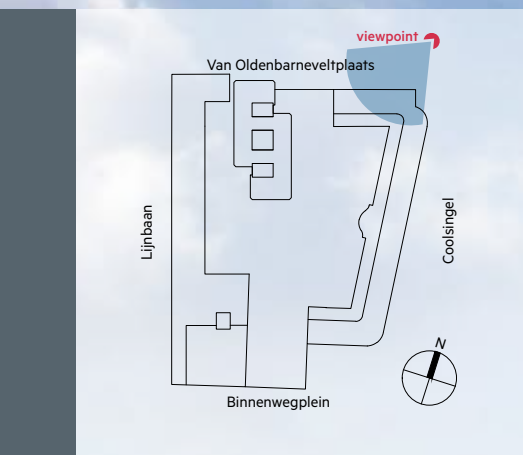 viewpoint
Van Oldenbarneveltplaats
Lijnbaan
Coolsingel
N
Binnenwegplein